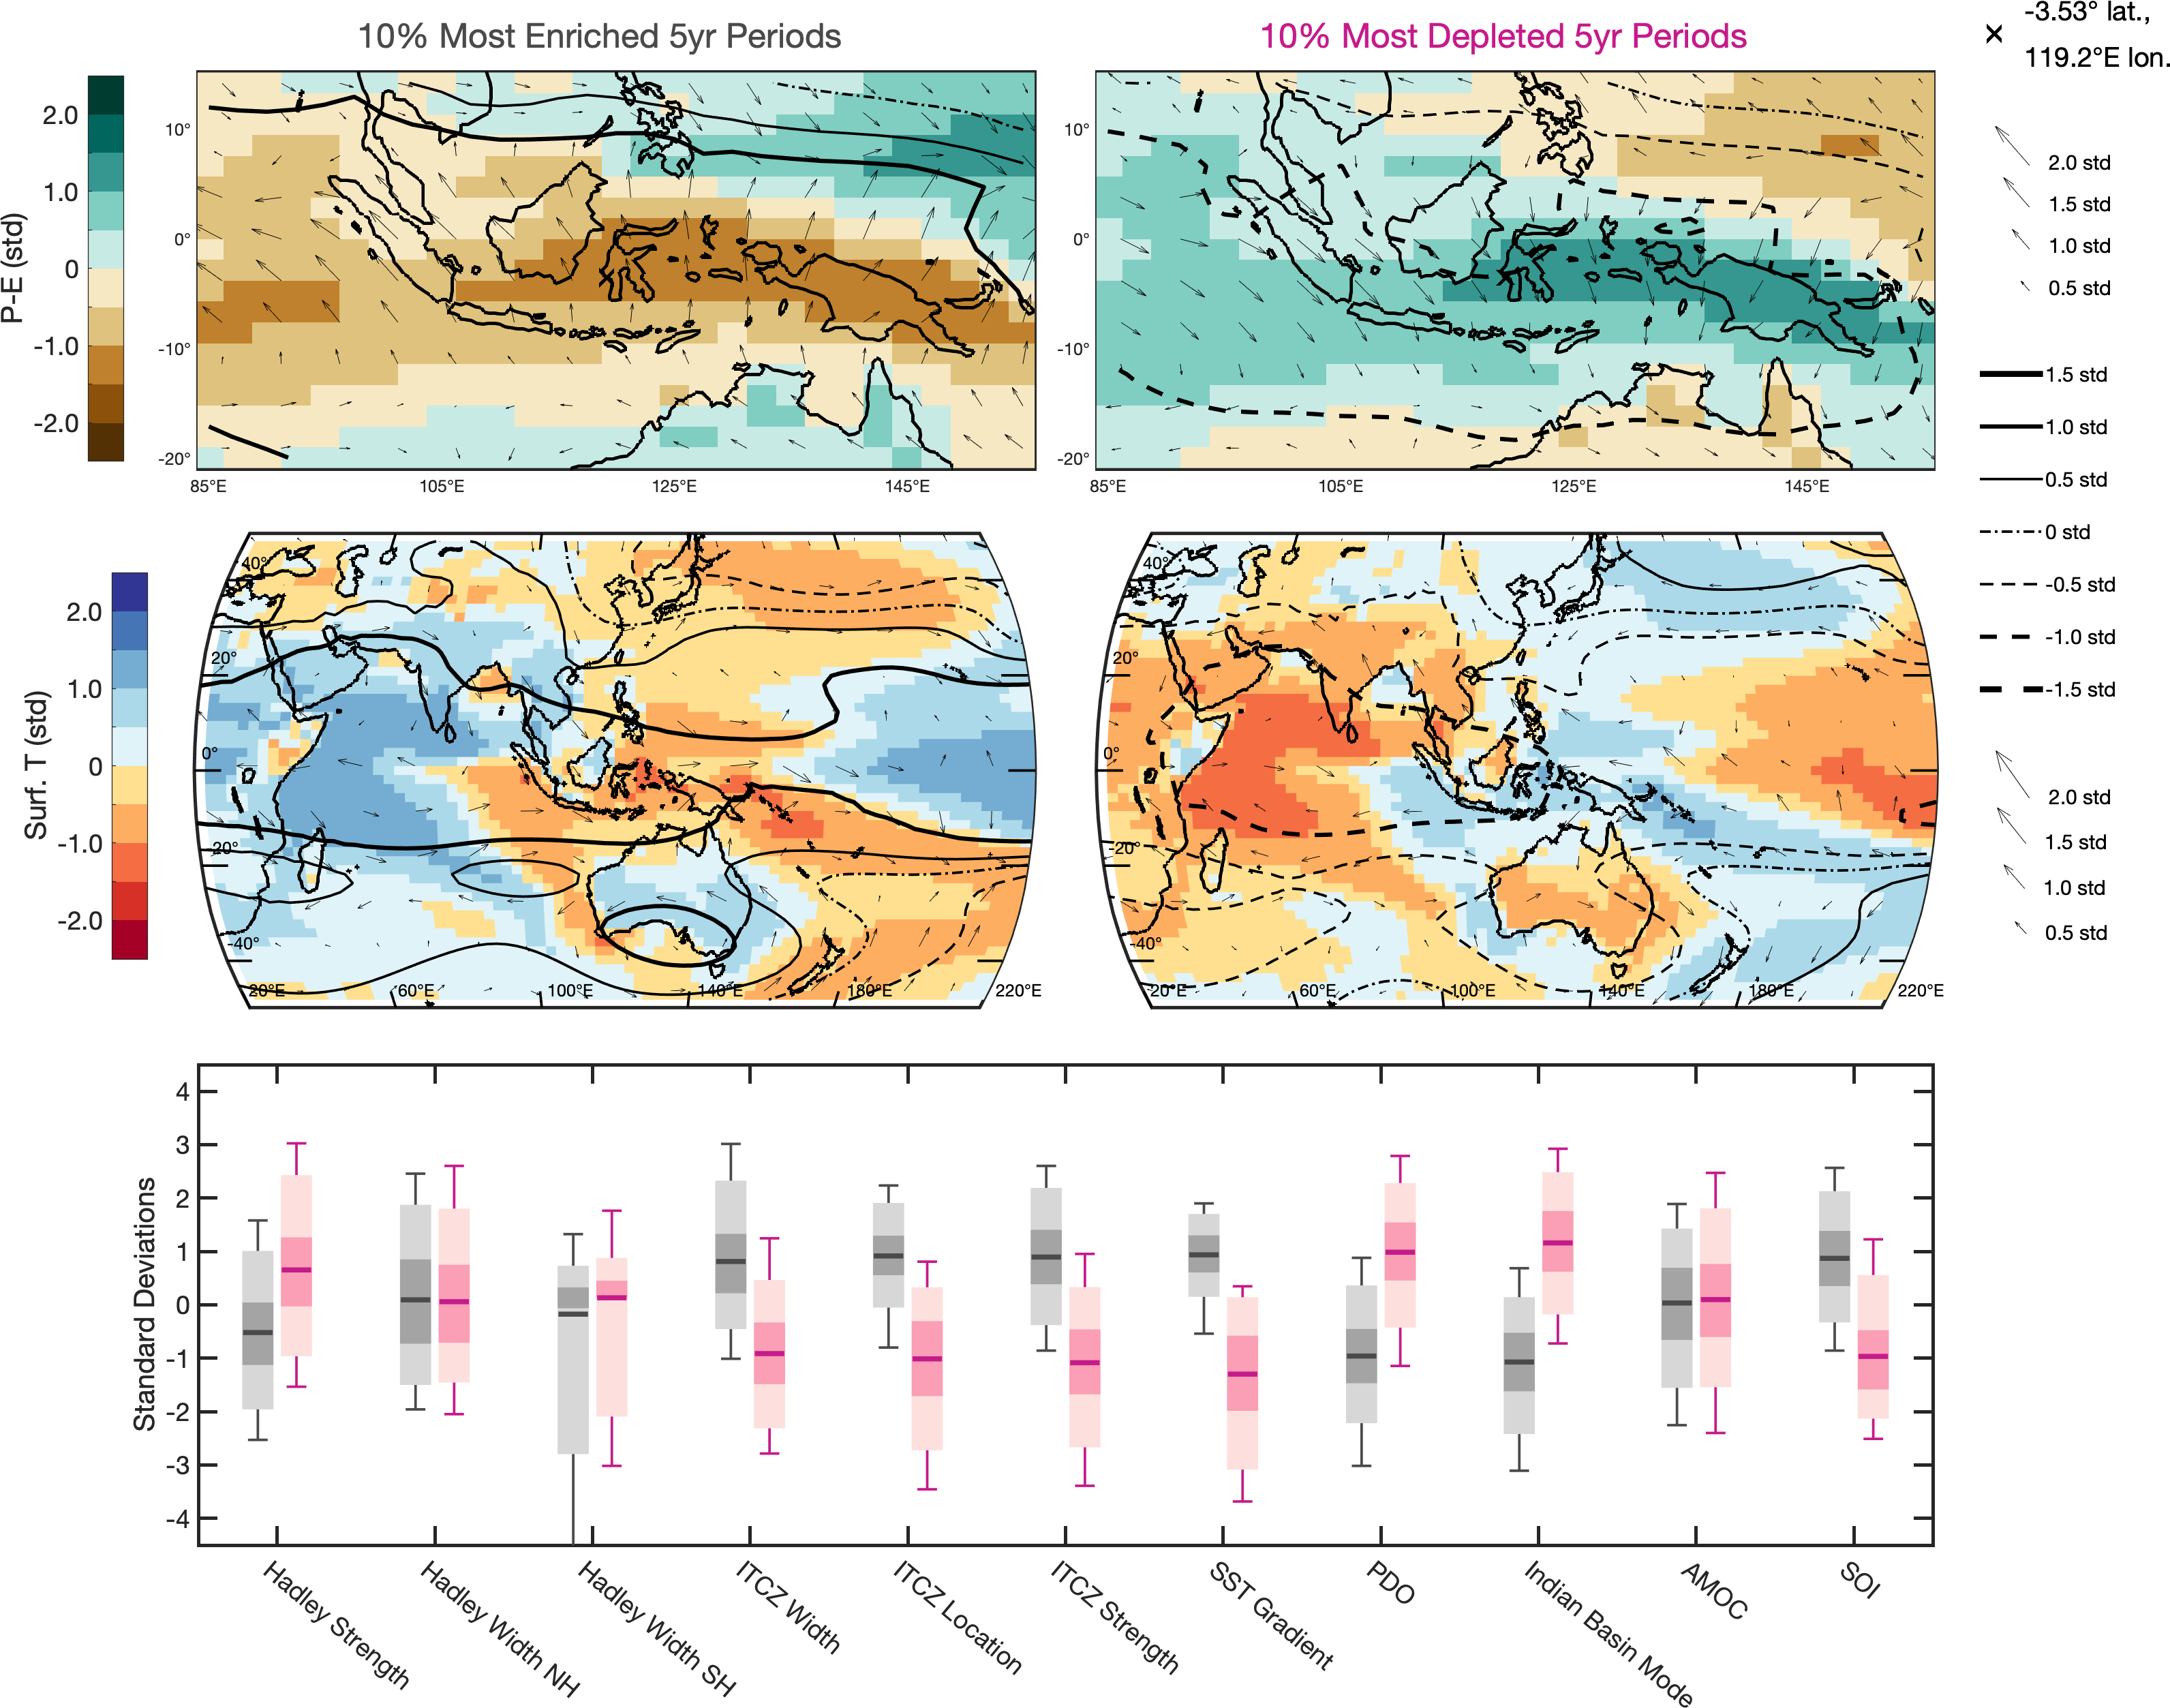 10% Most Enriched 5yr Periods
10% Most Depleted 5yr Periods
-3.53° lat.,
119.2°E lon.
P-E (std)
2.0
1.0
0
-1.0
-2.0
10°
0°
-10°
-20°
85°E
105°E
125°E
145°E
10°
0°
-10°
-20°
85°E
105°E
125°E
145°E
2.0 std
1.5 std
1.0 std
0.5 std
1.5 std
1.0 std
0.5 std
0 std
-0.5 std
-1.0 std
-1.5 std
Surf. T (std)
2.0
1.0
0
-1.0
-2.0
40°
20°
0°
-20°
-40°
20°E
60°E
100°E
140°E
180°E
220°E
40°
20°
0°
-20°
-40°
20°E
60°E
100°E
140°E
180°E
220°E
2.0 std
1.5 std
1.0 std
0.5 std
Standard Deviations
4
3
2
1
0
-1
-2
-3
-4
Hadley Strength
Hadley Width NH
Hadley Width SH
ITCZ Width
ITCZ Location
ITCZ Strength
SST Gradient
PDO
Indian Basin Mode
AMOC
SOI